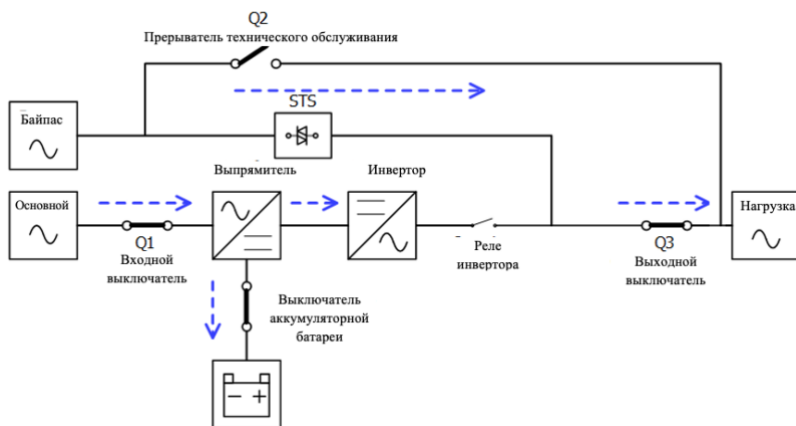 Q2
Прерыватель технического обслуживания
STS
Байпас
Выпрямитель
Инвертор
Основной
Нагрузка
Q1
Входной
выключатель
Реле
инвертора
Q3
Выходной
выключатель
Выключатель
аккумуляторной
батареи